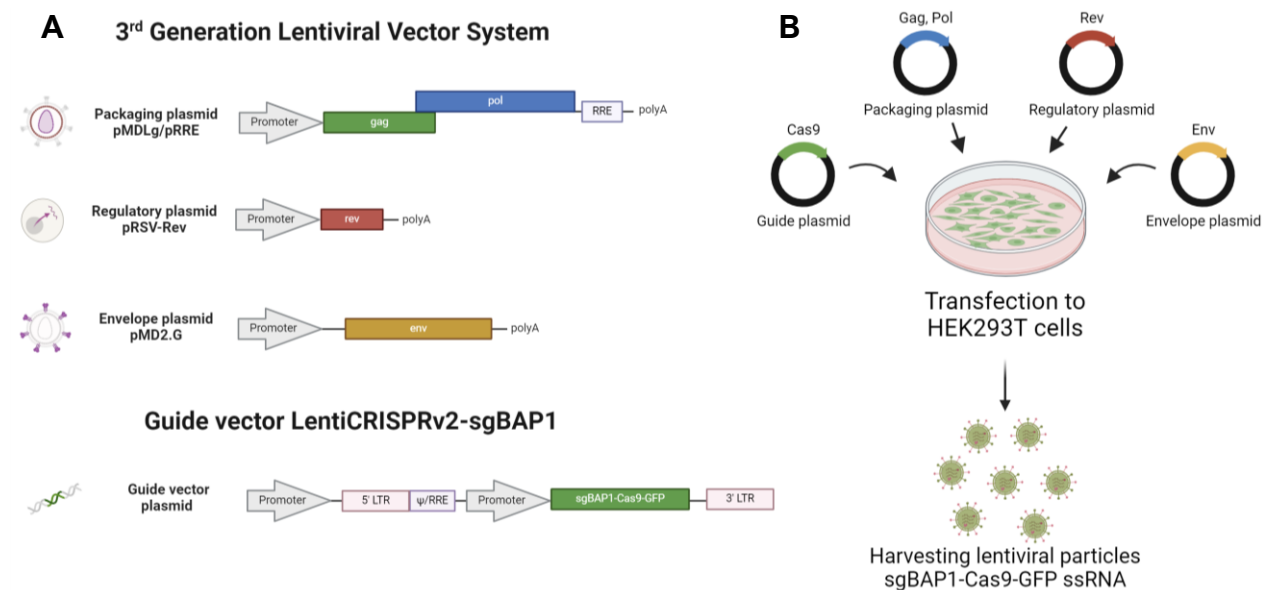 A
3rd Generation Lentiviral Vector System
Packaging plasmid
pMDLg/pRRE
Promoter
gag
pol
RRE
polyA
Regulatory plasmid
pRSV-Rev
Promoter
rev
polyA
Envelope plasmid
pMD2.G
Promoter
env
polyA
Guide vector LentiCRISPRv2-sgBAP1
Guide vector
plasmid
Promoter
5' LTR
ψ/RRE
Promoter
sgBAP1-Cas9-GFP
3' LTR
B
Gag, Pol
Packaging plasmid
Rev
Regulatory plasmid
Cas9
Guide plasmid
Env
Envelope plasmid
Transfection to
HEK293T cells
Harvesting lentiviral particles
sgBAP1-Cas9-GFP ssRNA